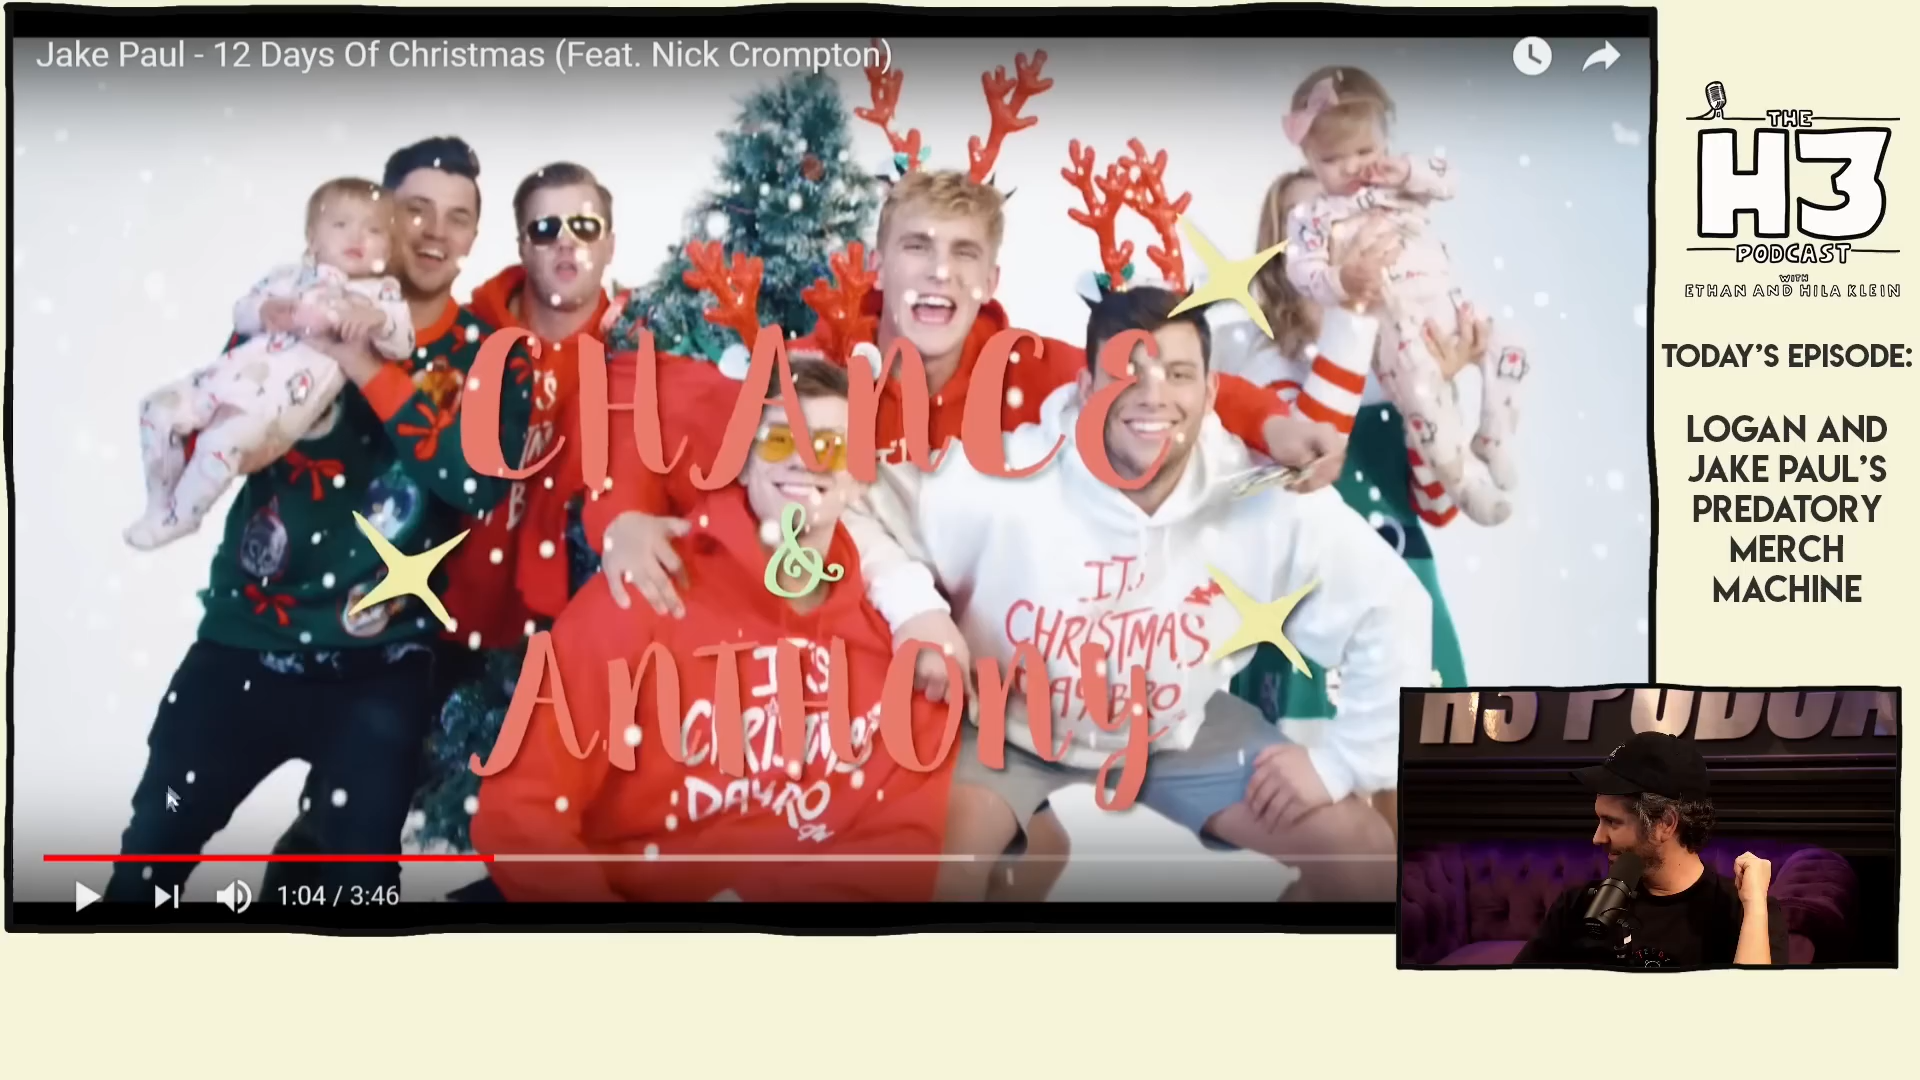 Jake Paul - 12 Days Of Christmas (Feat. Nick Crompton)
CHANCE
&
ANTHONY
IT'S
CHRISTMAS
DAY BRO
IT'S
CHRISTMAS
DAY BRO
1:04 / 3:46
THE
H3
PODCAST
WITH
ETHAN AND HILA KLEIN
TODAY'S EPISODE:
LOGAN AND
JAKE PAUL'S
PREDATORY
MERCH
MACHINE
H3 PODCA